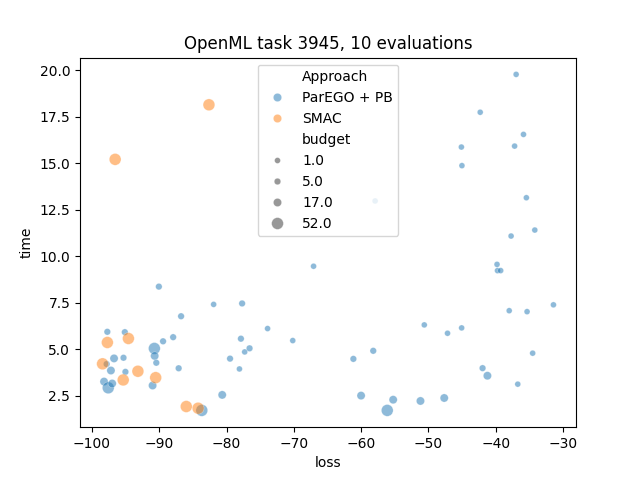 OpenML task 3945, 10 evaluations
20.0
17.5
15.0
12.5
10.0
7.5
5.0
2.5
time
Approach
ParEGO + PB
SMAC
budget
1.0
5.0
17.0
52.0
−100 −90 −80 −70 −60 −50 −40 −30
loss